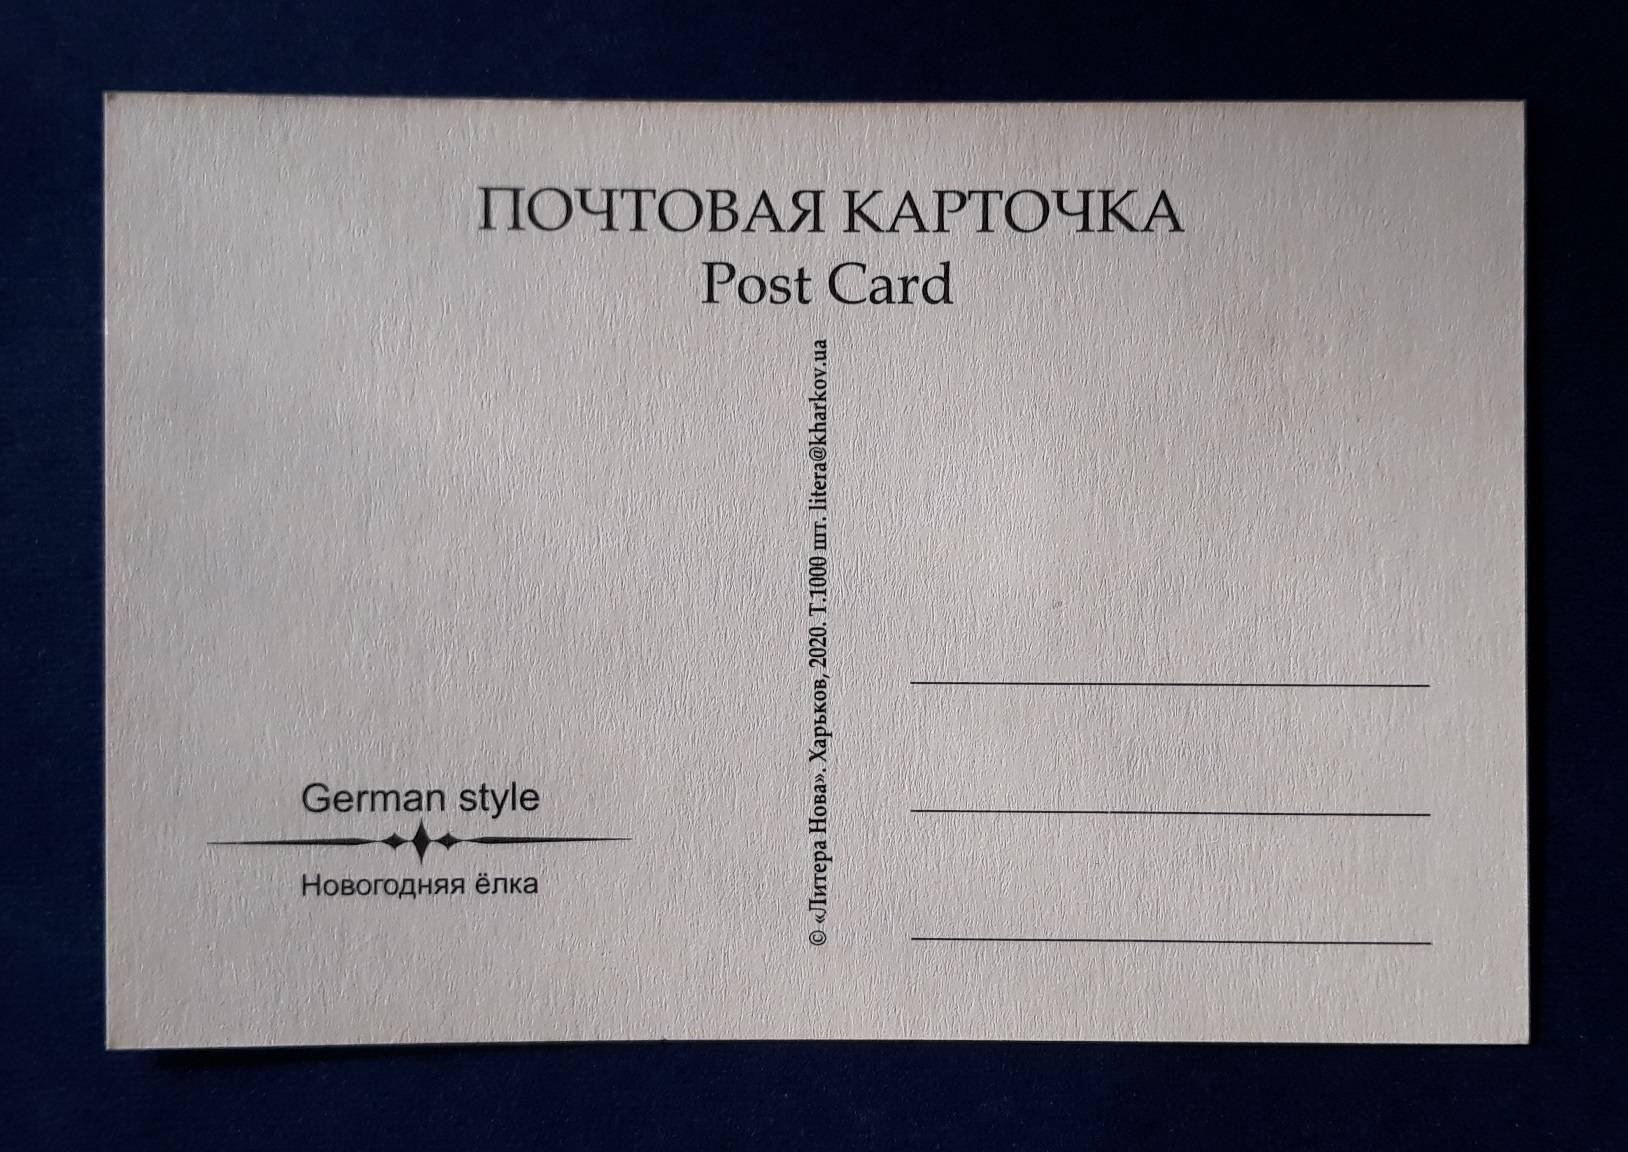 ПОЧТОВАЯ КАРТОЧКА
Post Card
© «Литера Нова». Харьков, 2020. Т.1000 шт. litera@kharkov.ua
German style
Новогодняя ёлка